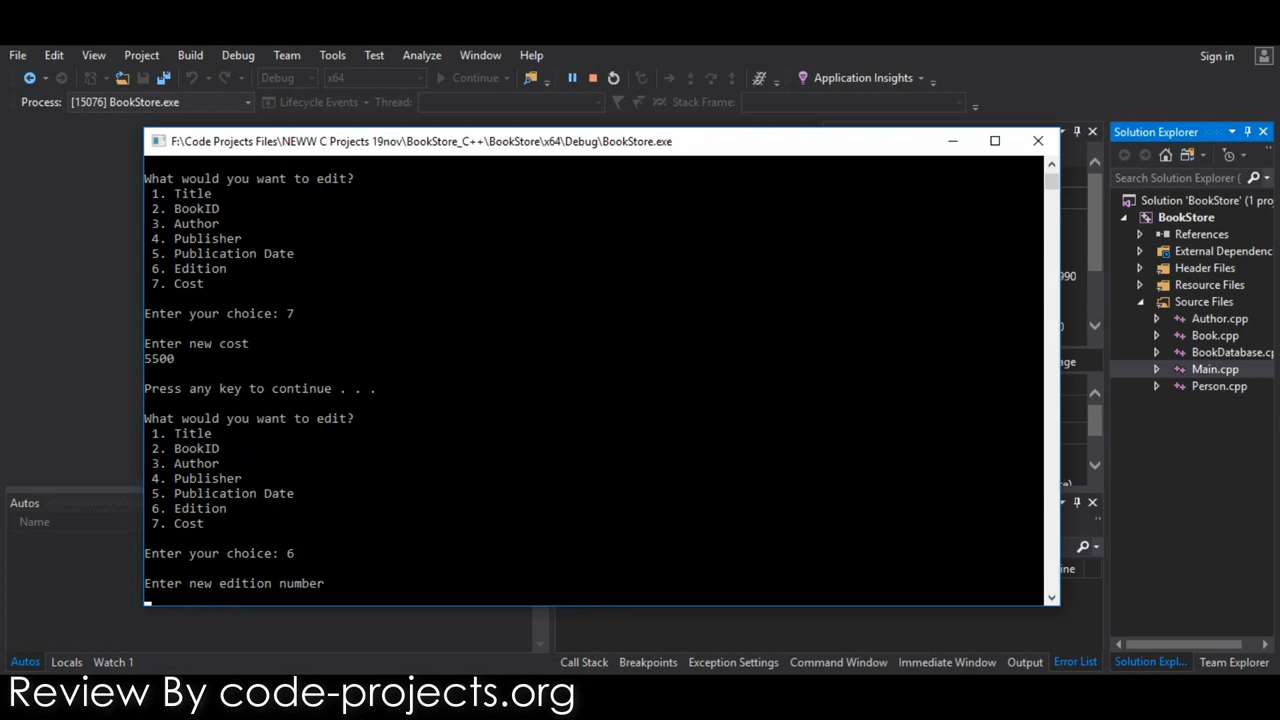 File Edit View Project Build Debug Team Tools Test Analyze Window Help Sign in
Debug x64 Continue Application Insights
Process: [15076] BookStore.exe Lifecycle Events Thread: Stack Frame:
F:\Code Projects Files\NEWW C Projects 19nov\BookStore_C++\BookStore\x64\Debug\BookStore.exe
What would you want to edit?
1. Title
2. BookID
3. Author
4. Publisher
5. Publication Date
6. Edition
7. Cost
Enter your choice: 7
Enter new cost
5500
Press any key to continue . . .
What would you want to edit?
1. Title
2. BookID
3. Author
4. Publisher
5. Publication Date
6. Edition
7. Cost
Enter your choice: 6
Enter new edition number
Solution Explorer
Search Solution Explorer (
Solution 'BookStore' (1 proj
BookStore
References
External Dependenc
Header Files
Resource Files
Source Files
Author.cpp
Book.cpp
BookDatabase.cp
Main.cpp
Person.cpp
990
Autos
Name
Autos Locals Watch 1
Call Stack Breakpoints Exception Settings Command Window Immediate Window Output Error List
Solution Expl... Team Explorer
Review By code-projects.org